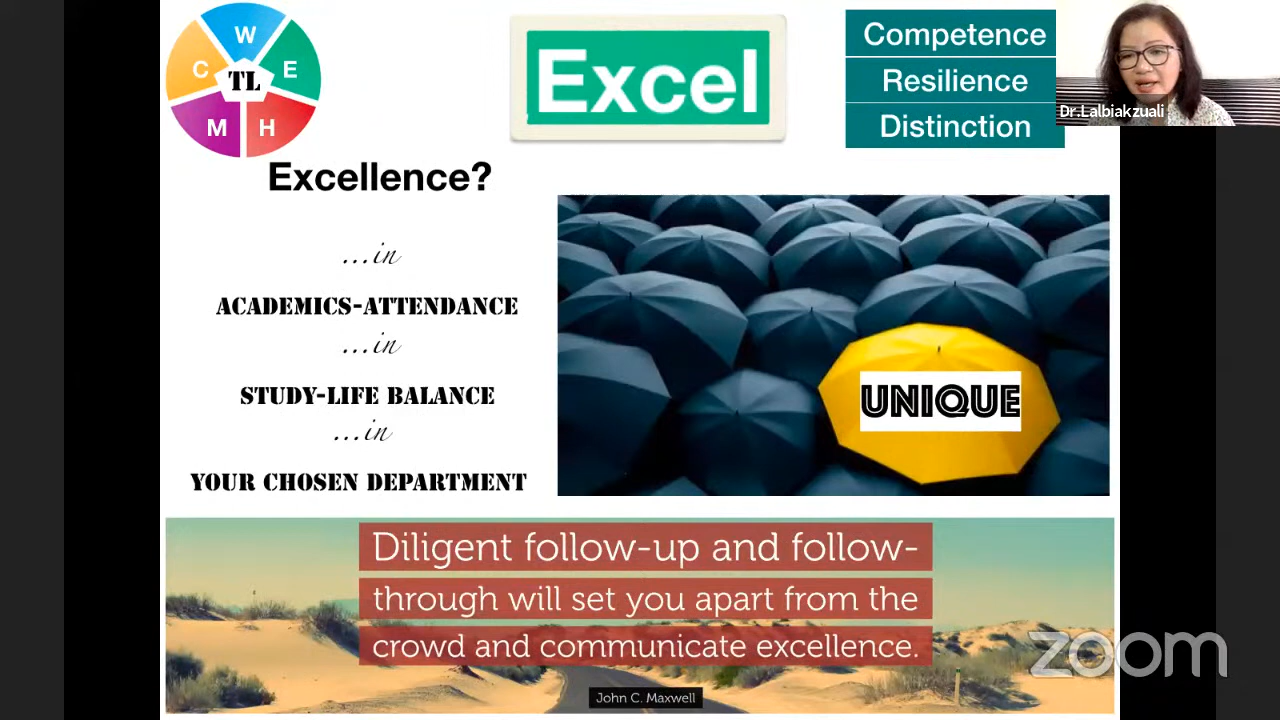 W
C
TL
E
M
H
Excel
Competence
Resilience
Distinction
Dr.Lalbiakzuali
Excellence?
...in
ACADEMICS-ATTENDANCE
...in
STUDY-LIFE BALANCE
...in
YOUR CHOSEN DEPARTMENT
UNIQUE
Diligent follow-up and follow-
through will set you apart from the
crowd and communicate excellence.
John C. Maxwell
zoom